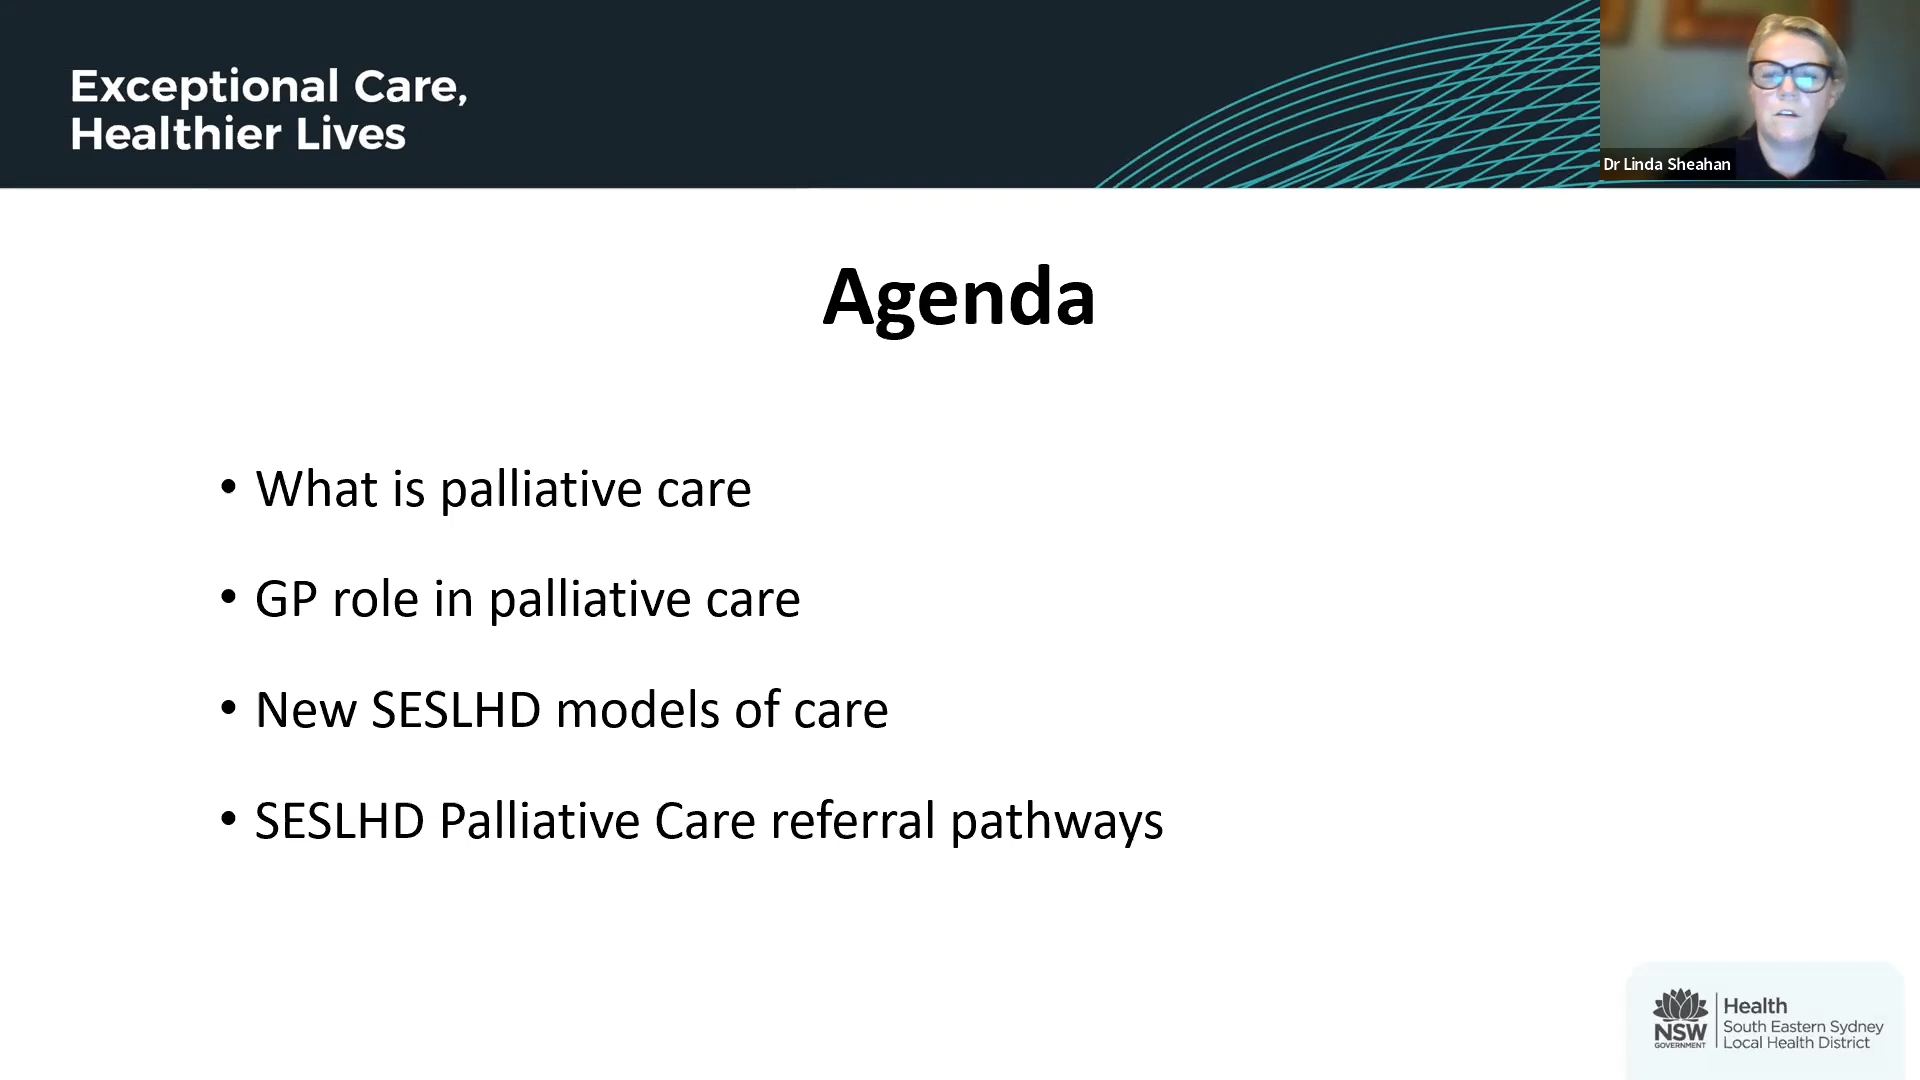 Exceptional Care,
Healthier Lives
Dr Linda Sheahan
Agenda
• What is palliative care
• GP role in palliative care
• New SESLHD models of care
• SESLHD Palliative Care referral pathways
NSW
GOVERNMENT
Health
South Eastern Sydney
Local Health District